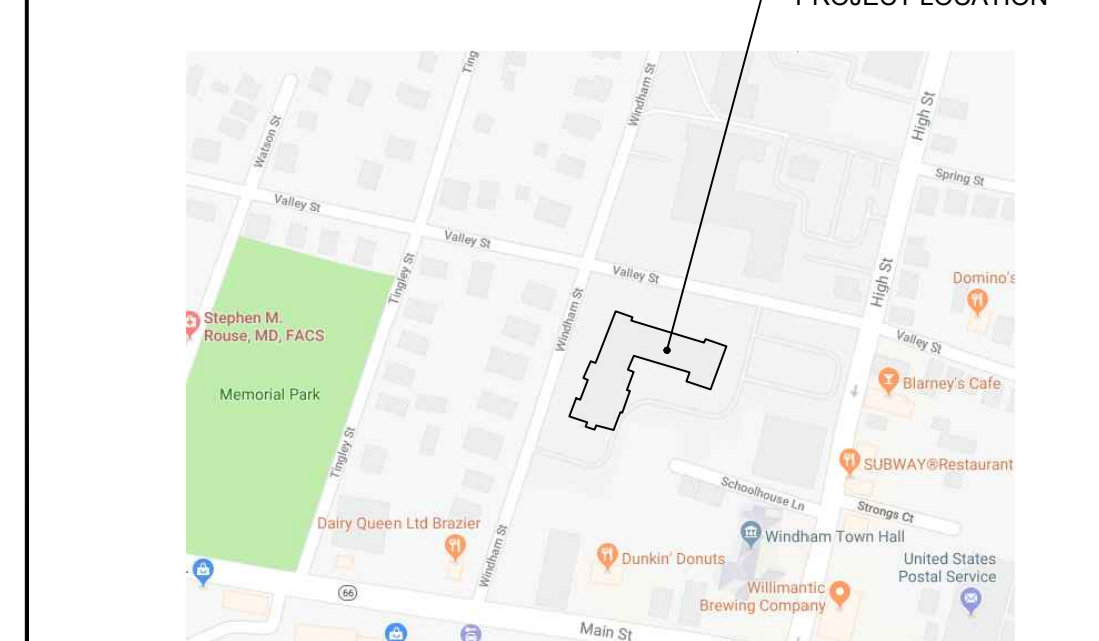 PROJECT LOCATION
Ting
Windham St
High St
Watson St
Spring St
Valley St
Valley St
Valley St
Tingley St
High St
Domino's
Windham St
Valley St
Stephen M.
Rouse, MD, FACS
Memorial Park
Blarney's Cafe
Tingley St
SUBWAY®Restaurant
Schoolhouse Ln
Strongs Ct
Dairy Queen Ltd Brazier
Windham St
Dunkin' Donuts
Windham Town Hall
United States
Postal Service
Willimantic
Brewing Company
66
Main St